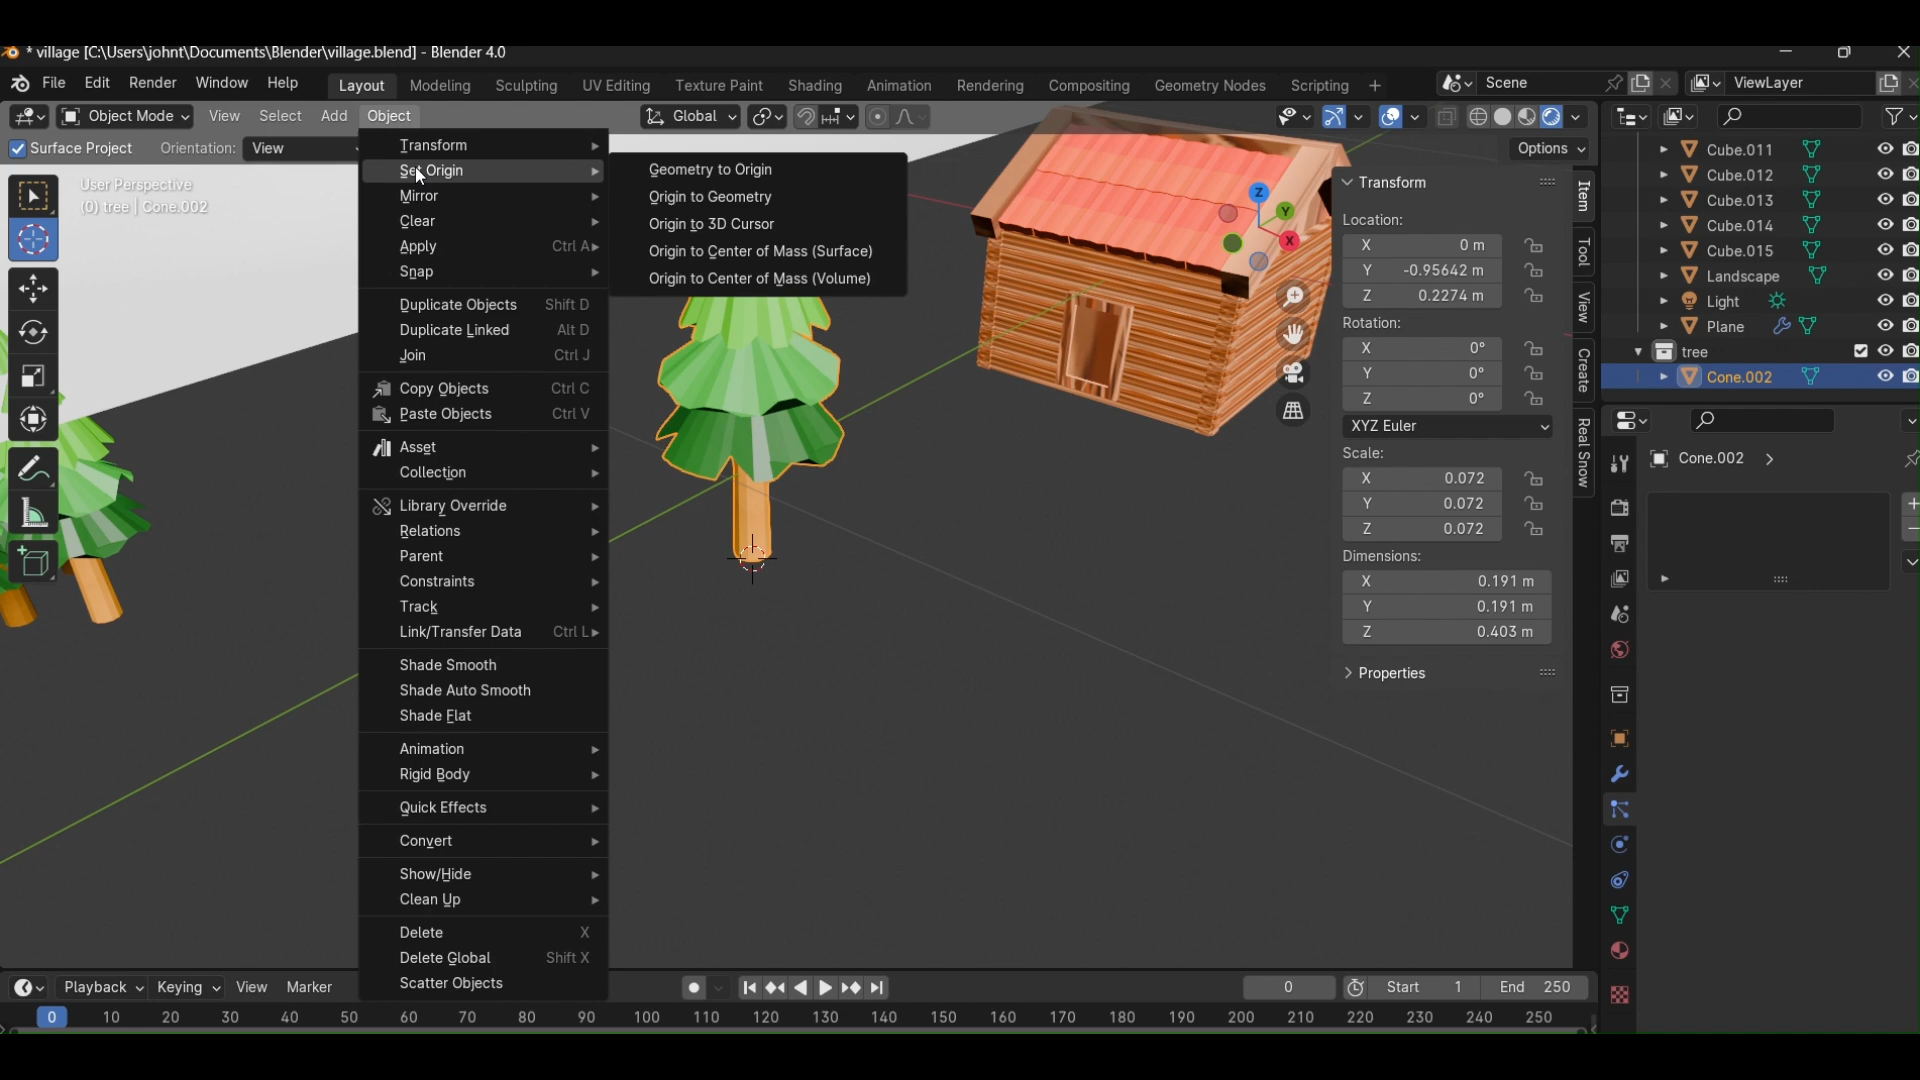 * village [C:\Users\johnt\Documents\Blender\village.blend] - Blender 4.0
File Edit Render Window Help Layout Modeling Sculpting UV Editing Texture Paint Shading Animation Rendering Compositing Geometry Nodes Scripting + Scene ViewLayer
Object Mode View Select Add Object Global
Surface Project Orientation: View Options
User Perspective
(0) tree | Cone.002
Transform
Set Origin
Mirror
Clear
Apply Ctrl A
Snap
Duplicate Objects Shift D
Duplicate Linked Alt D
Join Ctrl J
Copy Objects Ctrl C
Paste Objects Ctrl V
Asset
Collection
Library Override
Relations
Parent
Constraints
Track
Link/Transfer Data Ctrl L
Shade Smooth
Shade Auto Smooth
Shade Flat
Animation
Rigid Body
Quick Effects
Convert
Show/Hide
Clean Up
Delete X
Delete Global Shift X
Scatter Objects
Geometry to Origin
Origin to Geometry
Origin to 3D Cursor
Origin to Center of Mass (Surface)
Origin to Center of Mass (Volume)
Z
Y
X
Transform
Location:
X 0 m
Y -0.95642 m
Z 0.2274 m
Rotation:
X 0°
Y 0°
Z 0°
XYZ Euler
Scale:
X 0.072
Y 0.072
Z 0.072
Dimensions:
X 0.191 m
Y 0.191 m
Z 0.403 m
Properties
Item
Tool
View
Create
Real Snow
Cube.011
Cube.012
Cube.013
Cube.014
Cube.015
Landscape
Light
Plane
tree
Cone.002
Cone.002
Playback Keying View Marker 0 Start 1 End 250
0 10 20 30 40 50 60 70 80 90 100 110 120 130 140 150 160 170 180 190 200 210 220 230 240 250